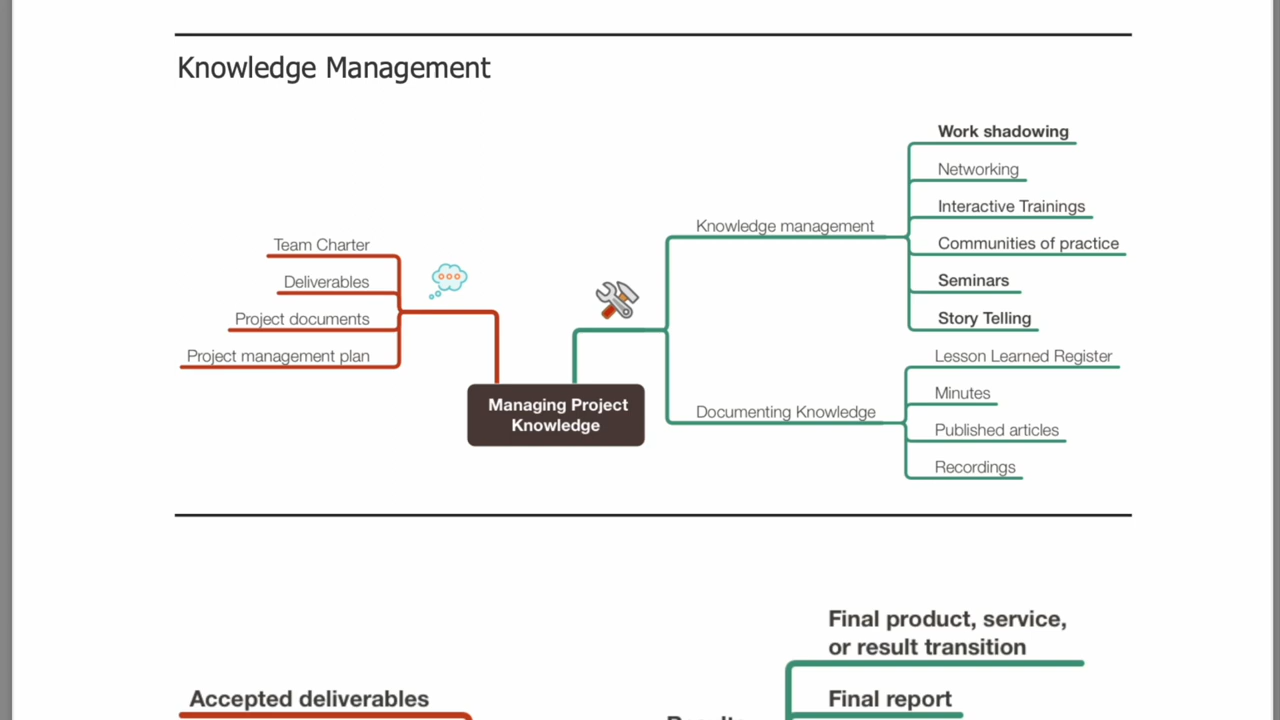 Knowledge Management
Team Charter
Deliverables
Project documents
Project management plan
Managing Project
Knowledge
Knowledge management
Work shadowing
Networking
Interactive Trainings
Communities of practice
Seminars
Story Telling
Documenting Knowledge
Lesson Learned Register
Minutes
Published articles
Recordings
Accepted deliverables
Results
Final product, service,
or result transition
Final report